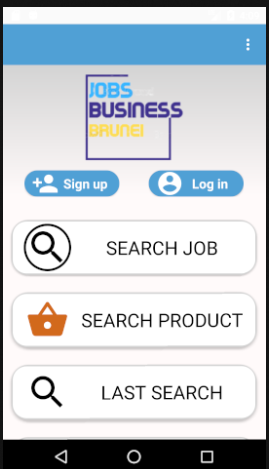 JOBS
BUSINESS
BRUNEI
Sign up
Log in
SEARCH JOB
SEARCH PRODUCT
LAST SEARCH